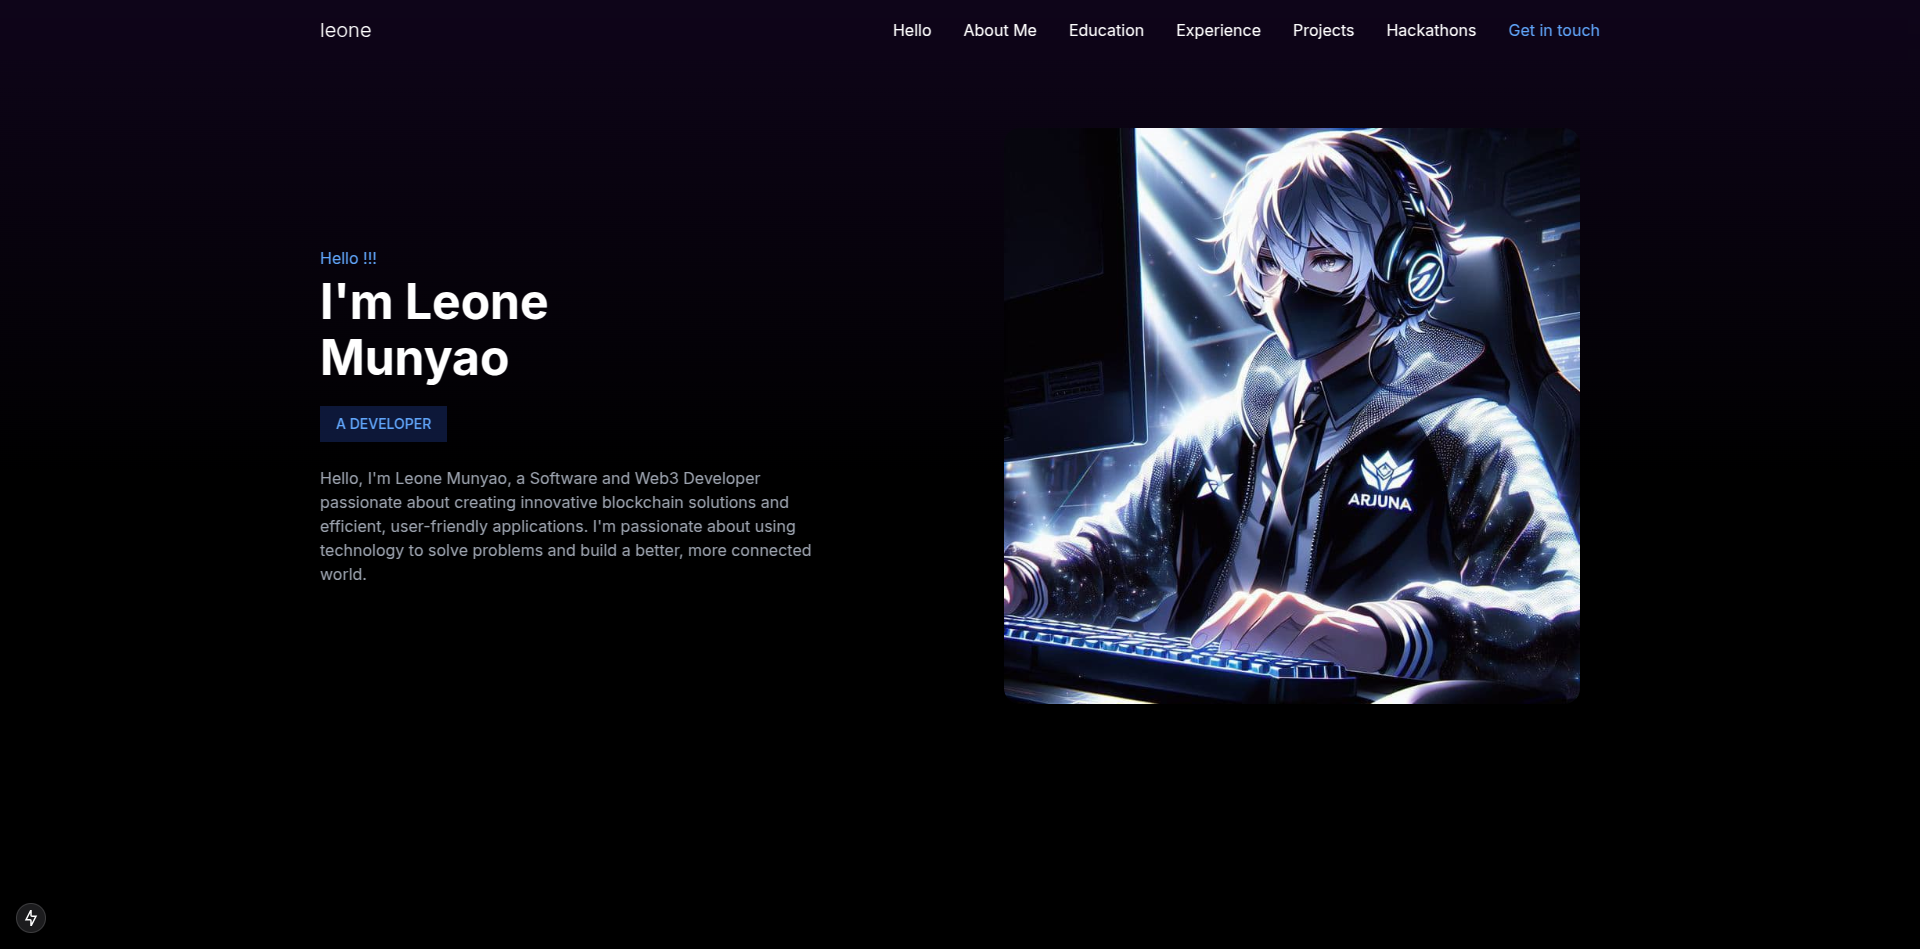 leone
Hello
About Me
Education
Experience
Projects
Hackathons
Get in touch
Hello !!!
I'm Leone
Munyao
A DEVELOPER
Hello, I'm Leone Munyao, a Software and Web3 Developer
passionate about creating innovative blockchain solutions and
efficient, user-friendly applications. I'm passionate about using
technology to solve problems and build a better, more connected
world.
ARJUNA